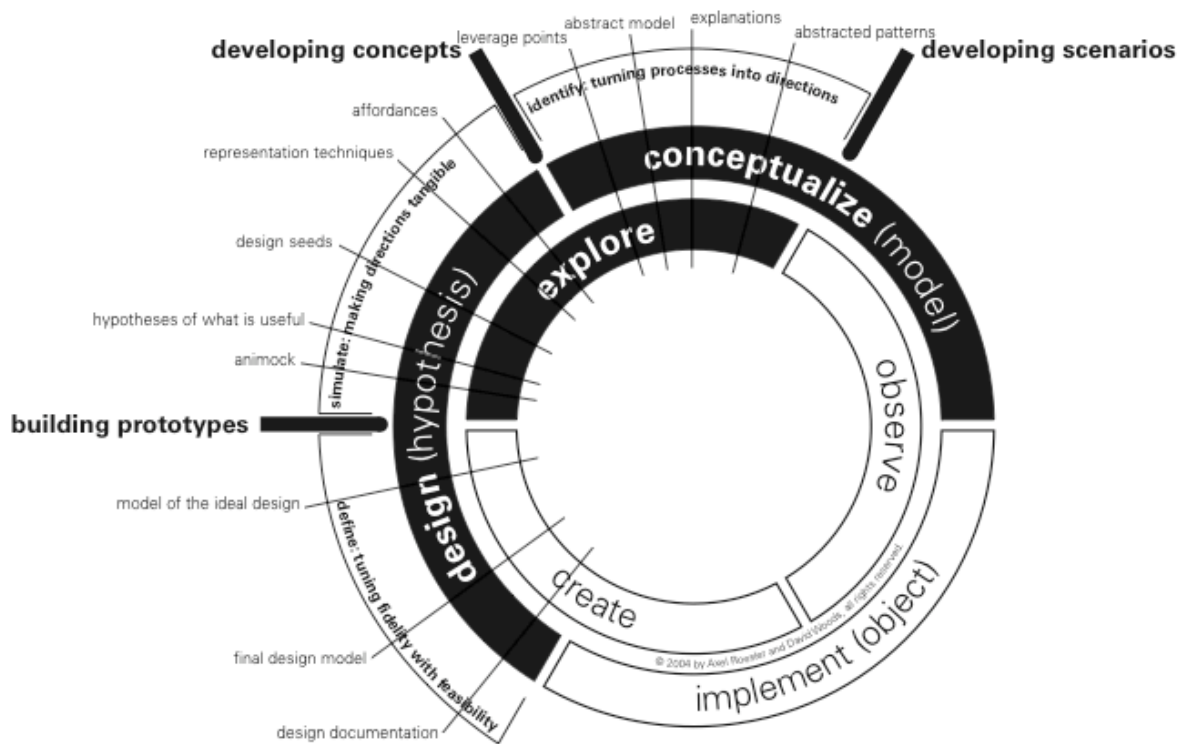 explanations
abstract model
leverage points
abstracted patterns
developing concepts
developing scenarios
identify: turning processes into directions
affordances
representation techniques
conceptualize (model)
explore
simulate: making directions tangible
design seeds
hypotheses of what is useful
animock
design (hypothesis)
observe
building prototypes
model of the ideal design
define: tuning fidelity with feasibility
create
implement (object)
© 2004 by Axel Roesler and David Woods, all rights reserved.
final design model
design documentation